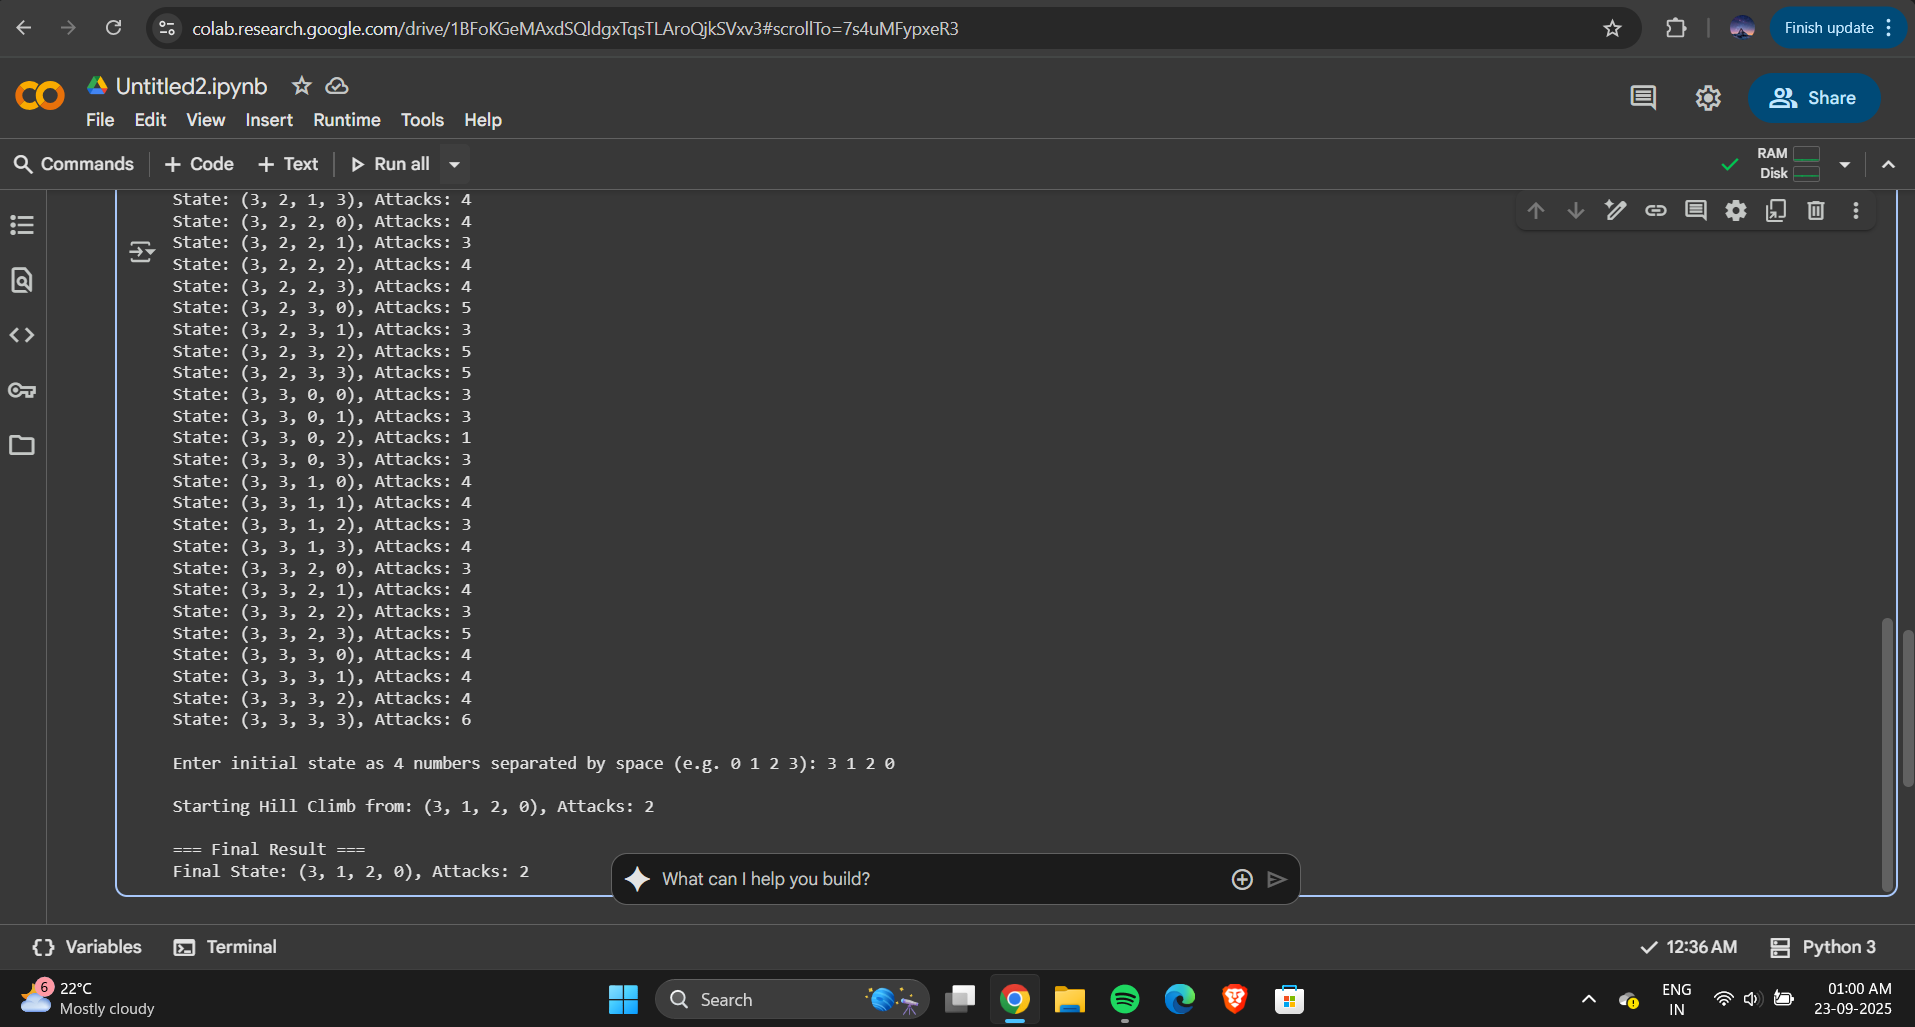 colab.research.google.com/drive/1BFoKGeMAxdSQldgxTqsTLAroQjkSVxv3#scrollTo=7s4uMFypxeR3
Finish update
Untitled2.ipynb
File Edit View Insert Runtime Tools Help
Share
Commands + Code + Text Run all
RAM
Disk
State: (3, 2, 1, 3), Attacks: 4
State: (3, 2, 2, 0), Attacks: 4
State: (3, 2, 2, 1), Attacks: 3
State: (3, 2, 2, 2), Attacks: 4
State: (3, 2, 2, 3), Attacks: 4
State: (3, 2, 3, 0), Attacks: 5
State: (3, 2, 3, 1), Attacks: 3
State: (3, 2, 3, 2), Attacks: 5
State: (3, 2, 3, 3), Attacks: 5
State: (3, 3, 0, 0), Attacks: 3
State: (3, 3, 0, 1), Attacks: 3
State: (3, 3, 0, 2), Attacks: 1
State: (3, 3, 0, 3), Attacks: 3
State: (3, 3, 1, 0), Attacks: 4
State: (3, 3, 1, 1), Attacks: 4
State: (3, 3, 1, 2), Attacks: 3
State: (3, 3, 1, 3), Attacks: 4
State: (3, 3, 2, 0), Attacks: 3
State: (3, 3, 2, 1), Attacks: 4
State: (3, 3, 2, 2), Attacks: 3
State: (3, 3, 2, 3), Attacks: 5
State: (3, 3, 3, 0), Attacks: 4
State: (3, 3, 3, 1), Attacks: 4
State: (3, 3, 3, 2), Attacks: 4
State: (3, 3, 3, 3), Attacks: 6
Enter initial state as 4 numbers separated by space (e.g. 0 1 2 3): 3 1 2 0
Starting Hill Climb from: (3, 1, 2, 0), Attacks: 2
=== Final Result ===
Final State: (3, 1, 2, 0), Attacks: 2
What can I help you build?
Variables Terminal
12:36 AM Python 3
6
22°C
Mostly cloudy
Search
ENG
IN
01:00 AM
23-09-2025